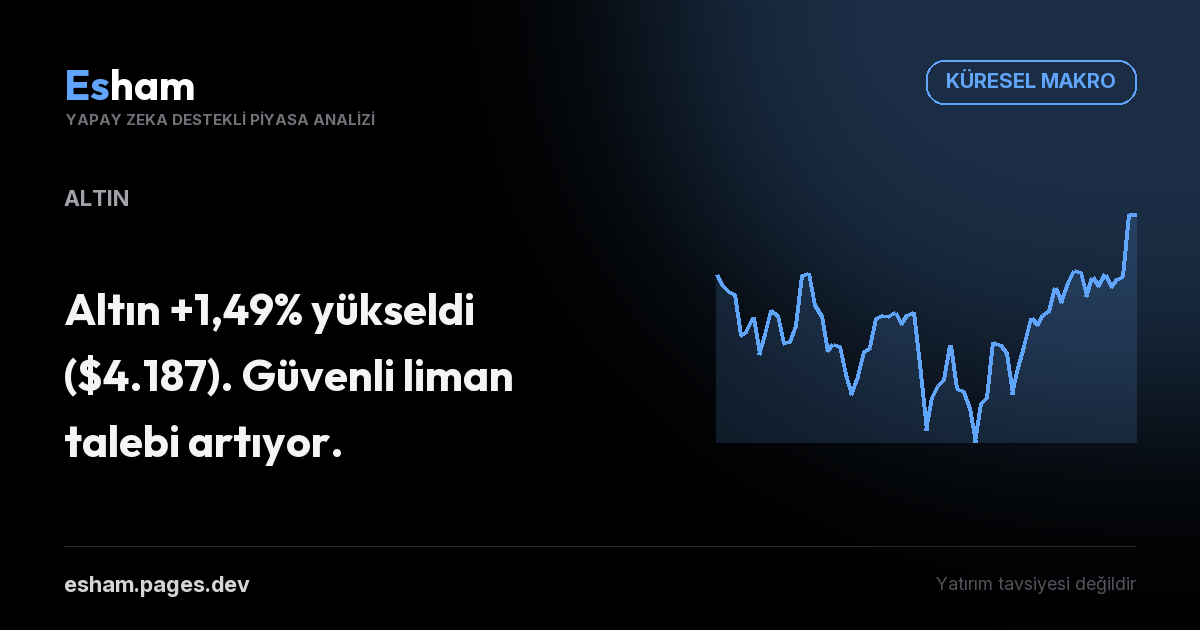 Esham
YAPAY ZEKA DESTEKLİ PİYASA ANALİZİ
KÜRESEL MAKRO
ALTIN
Altın +1,49% yükseldi
($4.187). Güvenli liman
talebi artıyor.
esham.pages.dev
Yatırım tavsiyesi değildir